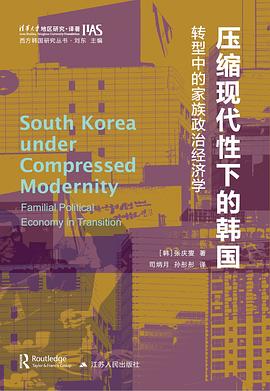 清华大学地区研究·译著
IIAS
西方韩国研究丛书·刘东 主编
压缩现代性下的韩国
转型中的家族政治经济学
South Korea
under
Compressed
Modernity
Familial Political
Economy in Transition
[韩]张庆燮 著
司炳月 孙彤彤 译
Routledge
Taylor & Francis Group
江苏人民出版社